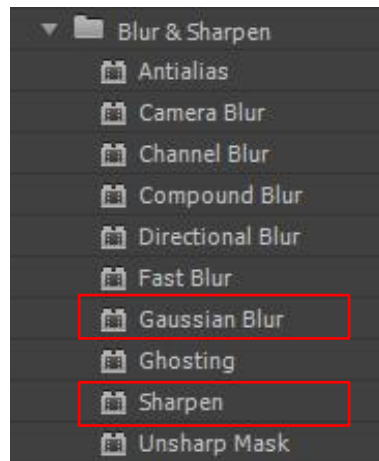 Blur & Sharpen
Antialias
Camera Blur
Channel Blur
Compound Blur
Directional Blur
Fast Blur
Gaussian Blur
Ghosting
Sharpen
Unsharp Mask